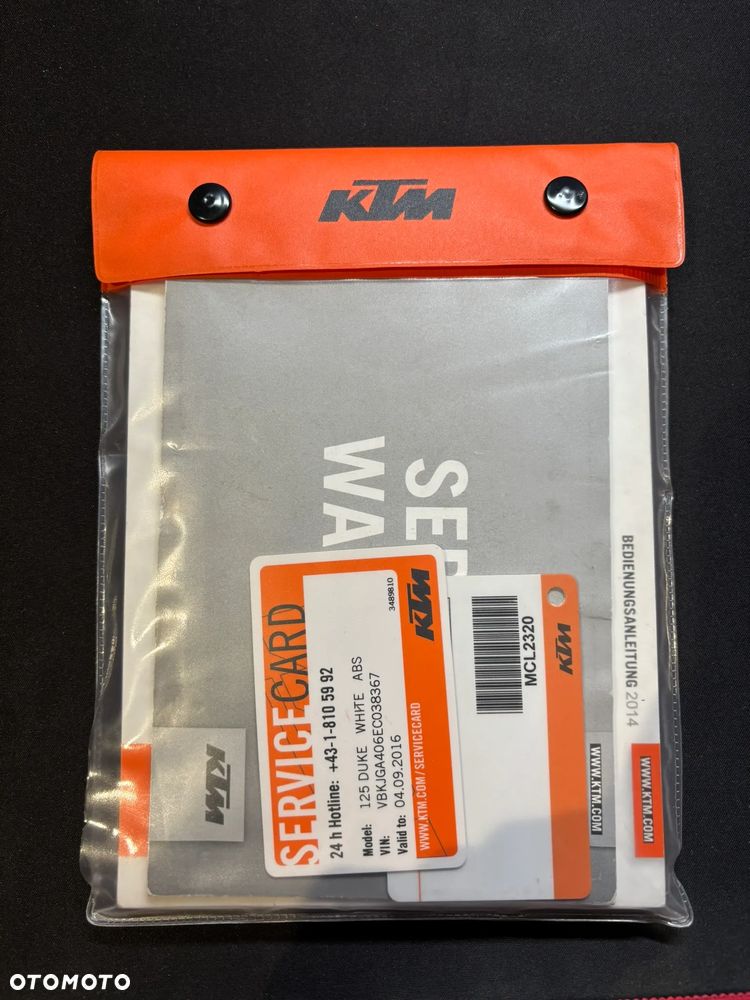 KTM
SER
WA
SERVICECARD
24 h Hotline: +43-1-810 59 92
Model: 125 DUKE WHITE ABS
VIN: VBKJGA406EC038367
Valid to: 04.09.2016
WWW.KTM.COM/SERVICECARD
3489810
KTM
MCL2320
KTM
BEDIENUNGSANLEITUNG 2014
WWW.KTM.COM
WWW.KTM.COM
KTM
OTOMOTO